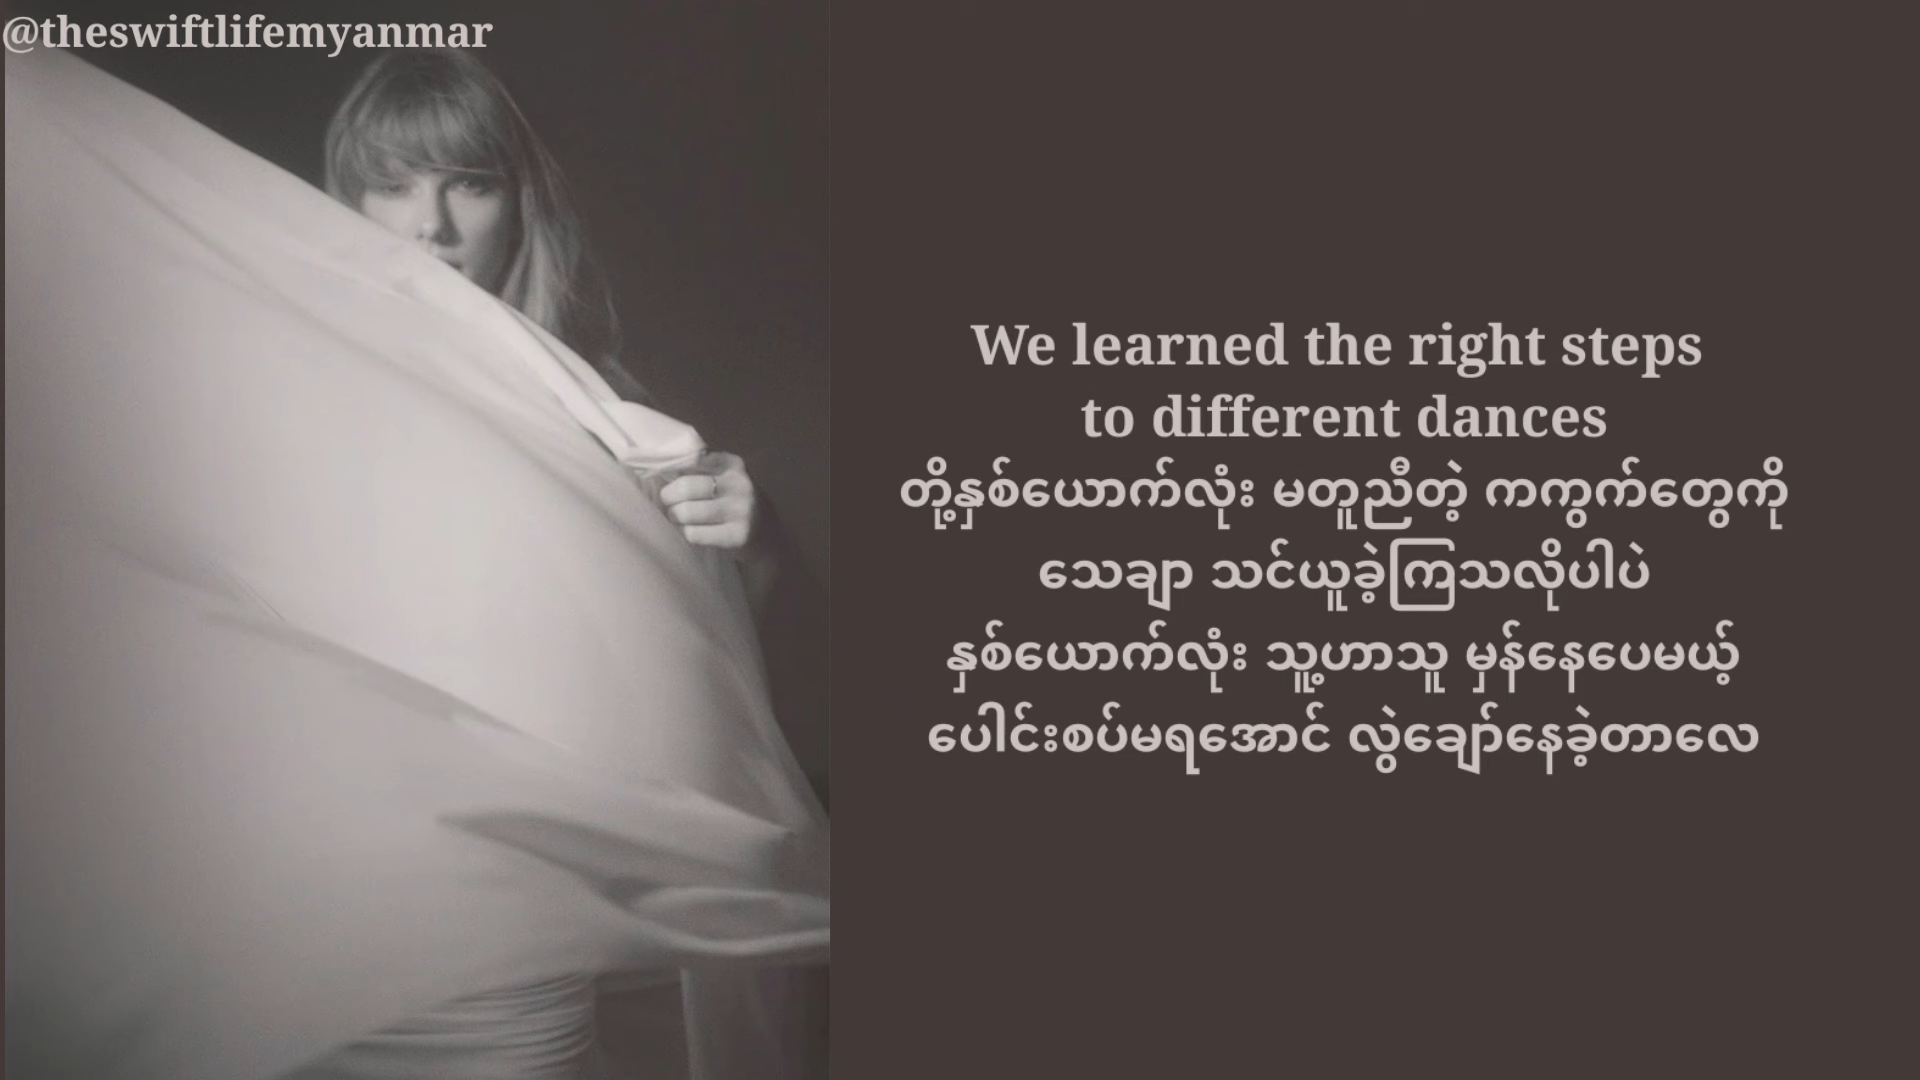 @theswiftlifemyanmar
We learned the right steps
to different dances
တို့နှစ်ယောက်လုံး မတူညီတဲ့ ကကွက်တွေကို
သေချာ သင်ယူခဲ့ကြသလိုပါပဲ
နှစ်ယောက်လုံး သူ့ဟာသူ မှန်နေပေမယ့်
ပေါင်းစပ်မရအောင် လွဲချော်နေခဲ့တာလေ